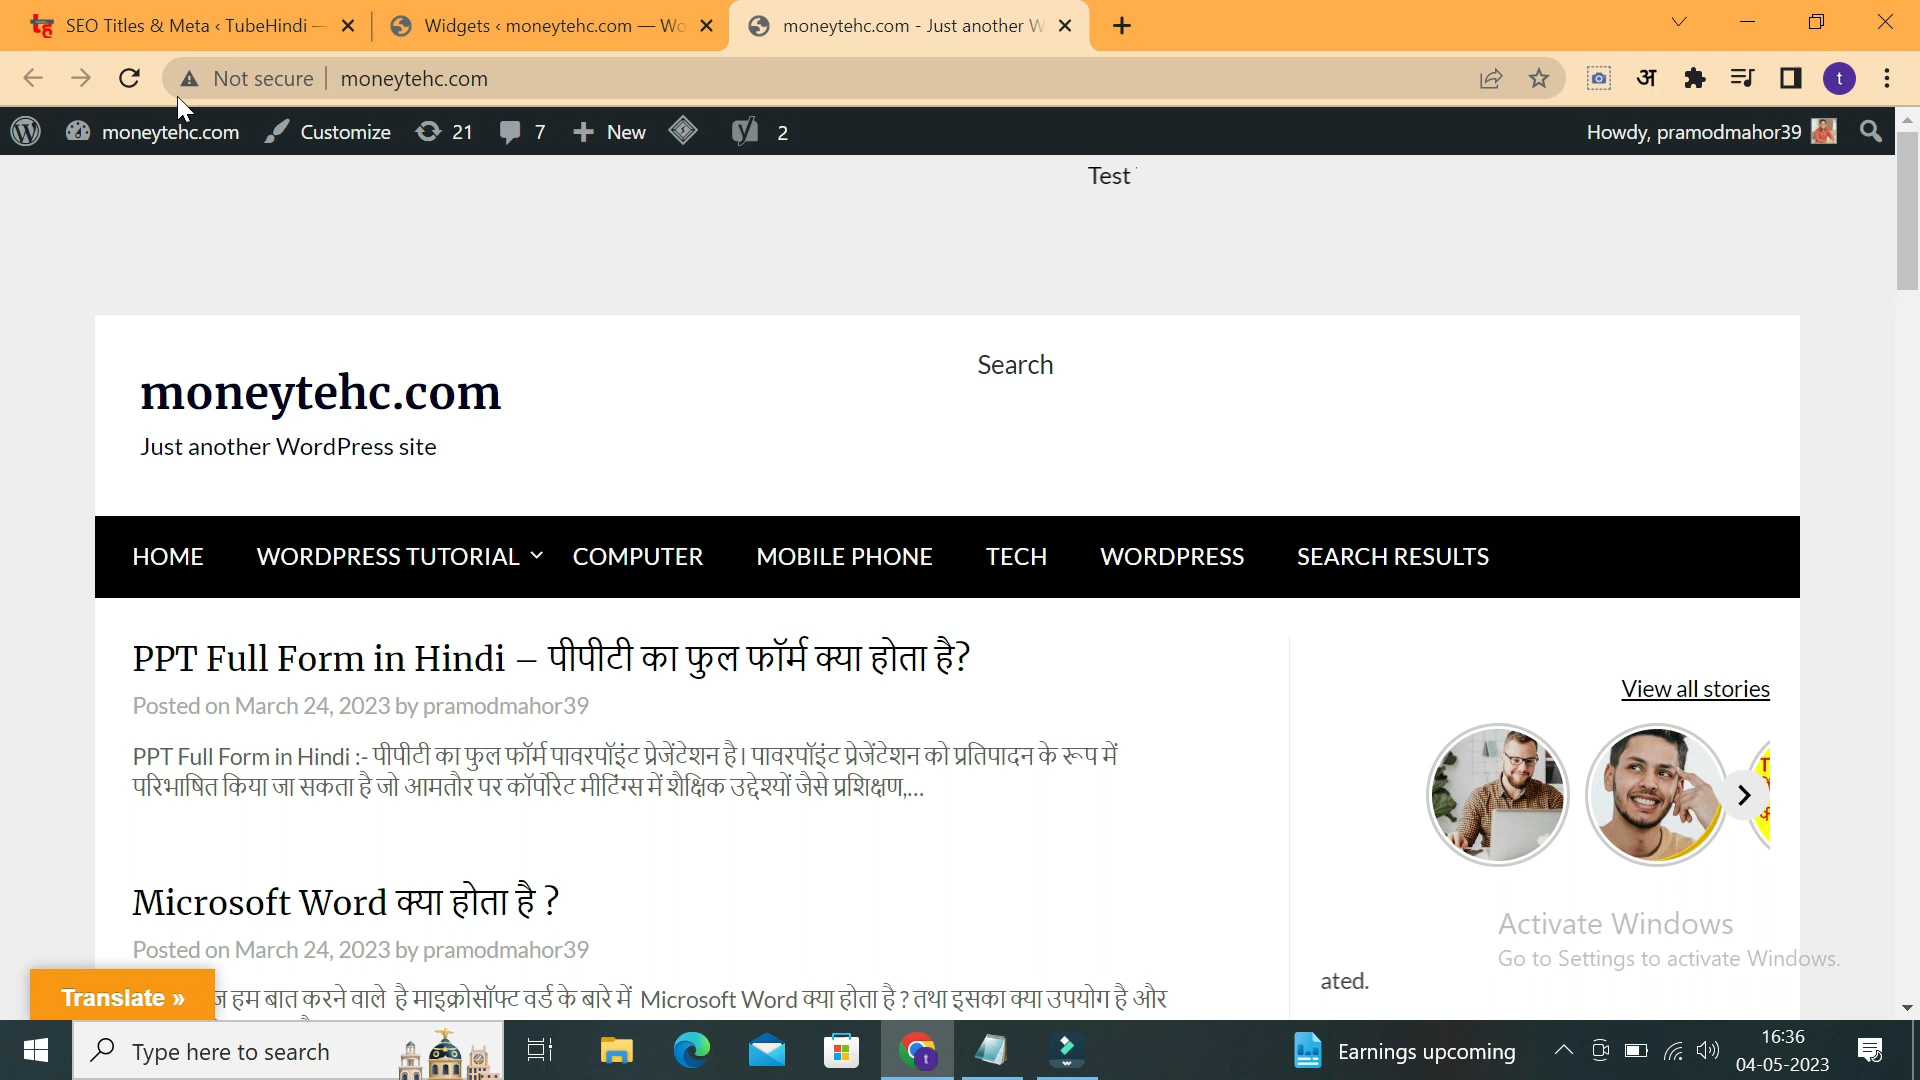 SEO Titles & Meta ‹ TubeHindi —
Widgets ‹ moneytehc.com — Wo
moneytehc.com - Just another W
Not secure
moneytehc.com
अ
t
moneytehc.com
Customize
21
7
New
2
Howdy, pramodmahor39
Test
moneytehc.com
Just another WordPress site
Search
HOME
WORDPRESS TUTORIAL
COMPUTER
MOBILE PHONE
TECH
WORDPRESS
SEARCH RESULTS
PPT Full Form in Hindi – पीपीटी का फुल फॉर्म क्या होता है?
Posted on March 24, 2023 by pramodmahor39
PPT Full Form in Hindi :- पीपीटी का फुल फॉर्म पावरपॉइंट प्रेजेंटेशन है। पावरपॉइंट प्रेजेंटेशन को प्रतिपादन के रूप में
परिभाषित किया जा सकता है जो आमतौर पर कॉर्पोरेट मीटिंग्स में शैक्षिक उद्देश्यों जैसे प्रशिक्षण,...
View all stories
Microsoft Word क्या होता है ?
Posted on March 24, 2023 by pramodmahor39
हम बात करने वाले है माइक्रोसॉफ्ट वर्ड के बारे में Microsoft Word क्या होता है ? तथा इसका क्या उपयोग है और
ated.
Activate Windows
Go to Settings to activate Windows.
Translate »
Type here to search
Earnings upcoming
16:36
04-05-2023